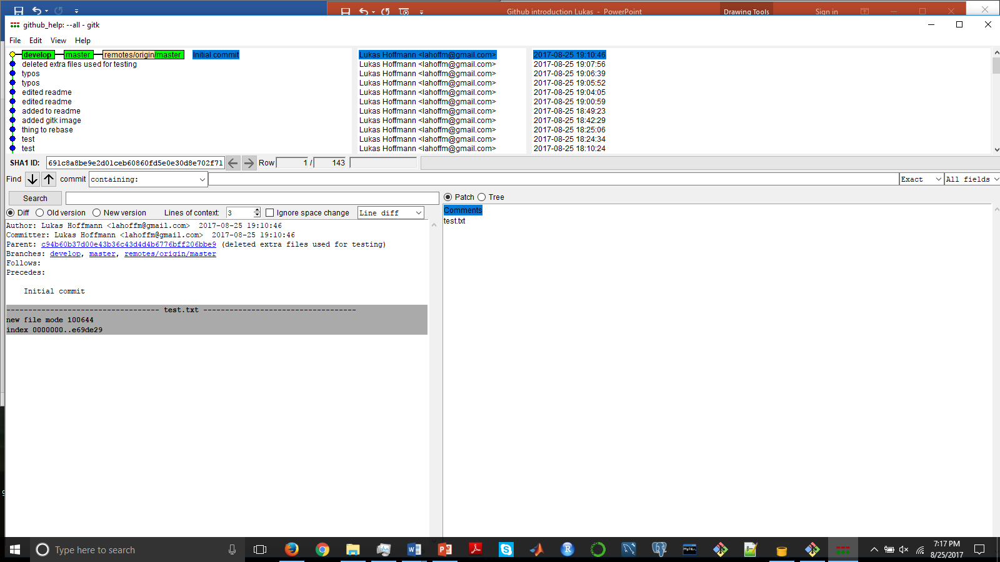 Github introduction Lukas - PowerPoint
Drawing Tools
Sign in
github_help: --all - gitk
File Edit View Help
develop master remotes/origin/master Initial commit Lukas Hoffmann <lahoffm@gmail.com> 2017-08-25 19:10:46
deleted extra files used for testing Lukas Hoffmann <lahoffm@gmail.com> 2017-08-25 19:07:56
typos Lukas Hoffmann <lahoffm@gmail.com> 2017-08-25 19:06:39
typos Lukas Hoffmann <lahoffm@gmail.com> 2017-08-25 19:05:52
edited readme Lukas Hoffmann <lahoffm@gmail.com> 2017-08-25 19:04:05
edited readme Lukas Hoffmann <lahoffm@gmail.com> 2017-08-25 19:00:59
added to readme Lukas Hoffmann <lahoffm@gmail.com> 2017-08-25 18:49:23
added gitk image Lukas Hoffmann <lahoffm@gmail.com> 2017-08-25 18:42:29
thing to rebase Lukas Hoffmann <lahoffm@gmail.com> 2017-08-25 18:25:06
test Lukas Hoffmann <lahoffm@gmail.com> 2017-08-25 18:24:34
test Lukas Hoffmann <lahoffm@gmail.com> 2017-08-25 18:10:24
SHA1 ID: 691c8a8be9e2d01ceb60860fd5e0e30d8e702f71 Row 1 / 143
Find commit containing: Exact All fields
Search
Patch Tree
Diff Old version New version Lines of context: 3 Ignore space change Line diff
Comments
test.txt
Author: Lukas Hoffmann <lahoffm@gmail.com> 2017-08-25 19:10:46
Committer: Lukas Hoffmann <lahoffm@gmail.com> 2017-08-25 19:10:46
Parent: c94b60b37d00e43b36c43d4d4b6776bff206bbe9 (deleted extra files used for testing)
Branches: develop, master, remotes/origin/master
Follows:
Precedes:
Initial commit
----------------------------------- test.txt -----------------------------------
new file mode 100644
index 0000000..e69de29
Type here to search
7:17 PM
8/25/2017